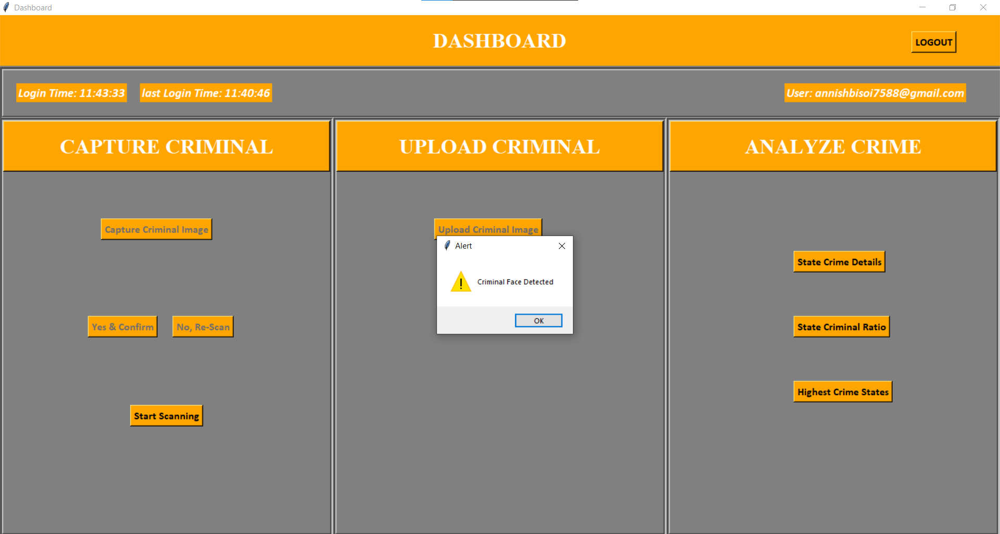 Dashboard
DASHBOARD
LOGOUT
Login Time: 11:43:33
last Login Time: 11:40:46
User: annishbisoi7588@gmail.com
CAPTURE CRIMINAL
UPLOAD CRIMINAL
ANALYZE CRIME
Capture Criminal Image
Upload Criminal Image
Alert
Criminal Face Detected
OK
State Crime Details
Yes & Confirm
No, Re-Scan
State Criminal Ratio
Highest Crime States
Start Scanning